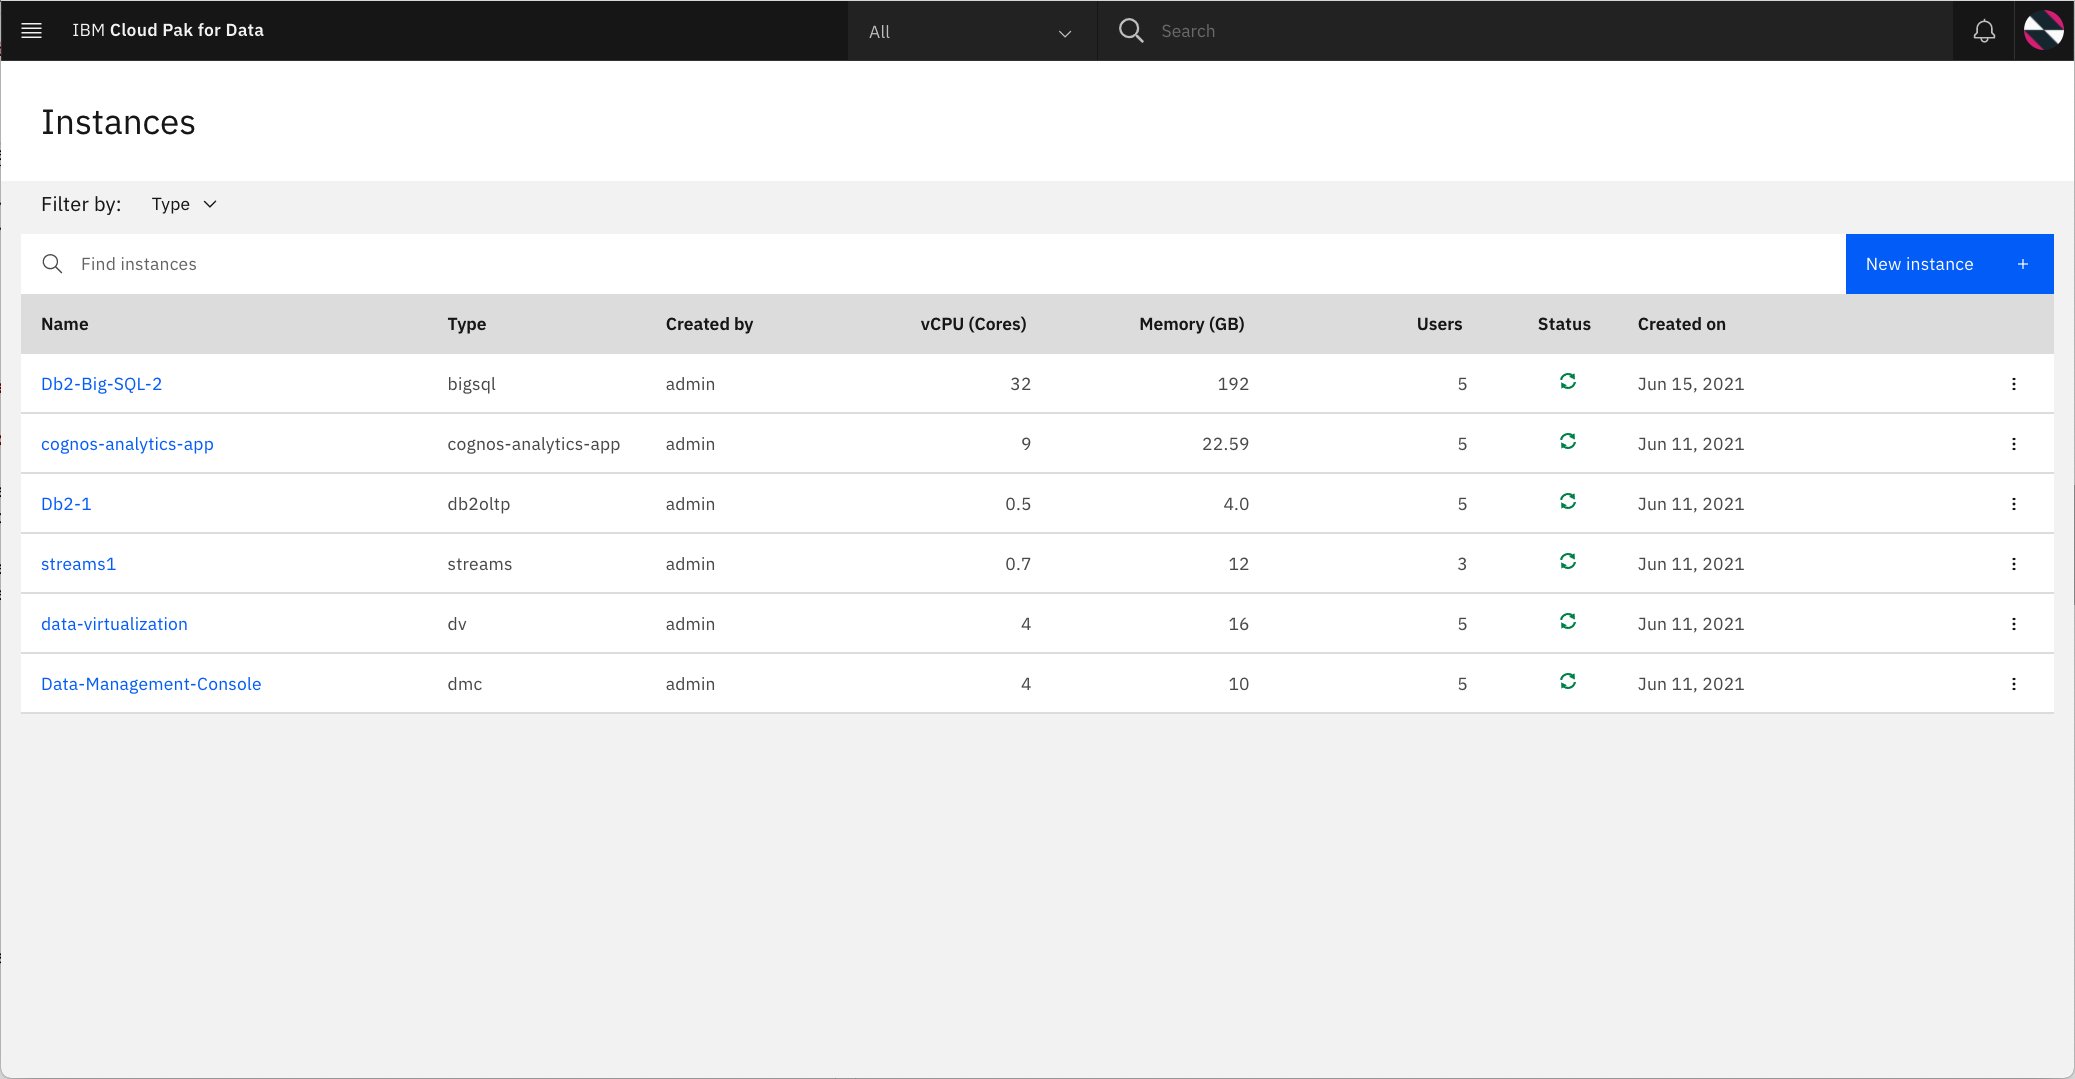 IBM Cloud Pak for Data All Search
Instances
Filter by: Type
Find instances New instance +
Name Type Created by vCPU (Cores) Memory (GB) Users Status Created on
Db2-Big-SQL-2 bigsql admin 32 192 5 Jun 15, 2021
cognos-analytics-app cognos-analytics-app admin 9 22.59 5 Jun 11, 2021
Db2-1 db2oltp admin 0.5 4.0 5 Jun 11, 2021
streams1 streams admin 0.7 12 3 Jun 11, 2021
data-virtualization dv admin 4 16 5 Jun 11, 2021
Data-Management-Console dmc admin 4 10 5 Jun 11, 2021